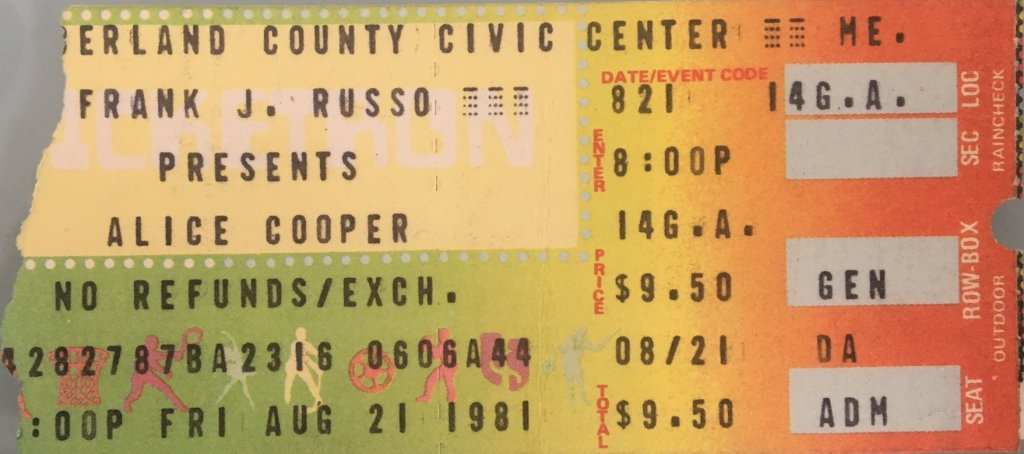 ERLAND COUNTY CIVIC CENTER ME.
FRANK J. RUSSO
PRESENTS
ALICE COOPER
NO REFUNDS/EXCH.
282787BA2316 0606A44
:00P FRI AUG 21 1981
DATE/EVENT CODE
821 14G.A.
ENTER
8:00P
14G.A.
PRICE
$9.50 GEN
08/21 DA
TOTAL
$9.50 ADM
LOC
SEC
ROW-BOX
SEAT
RAINCHECK
OUTDOOR